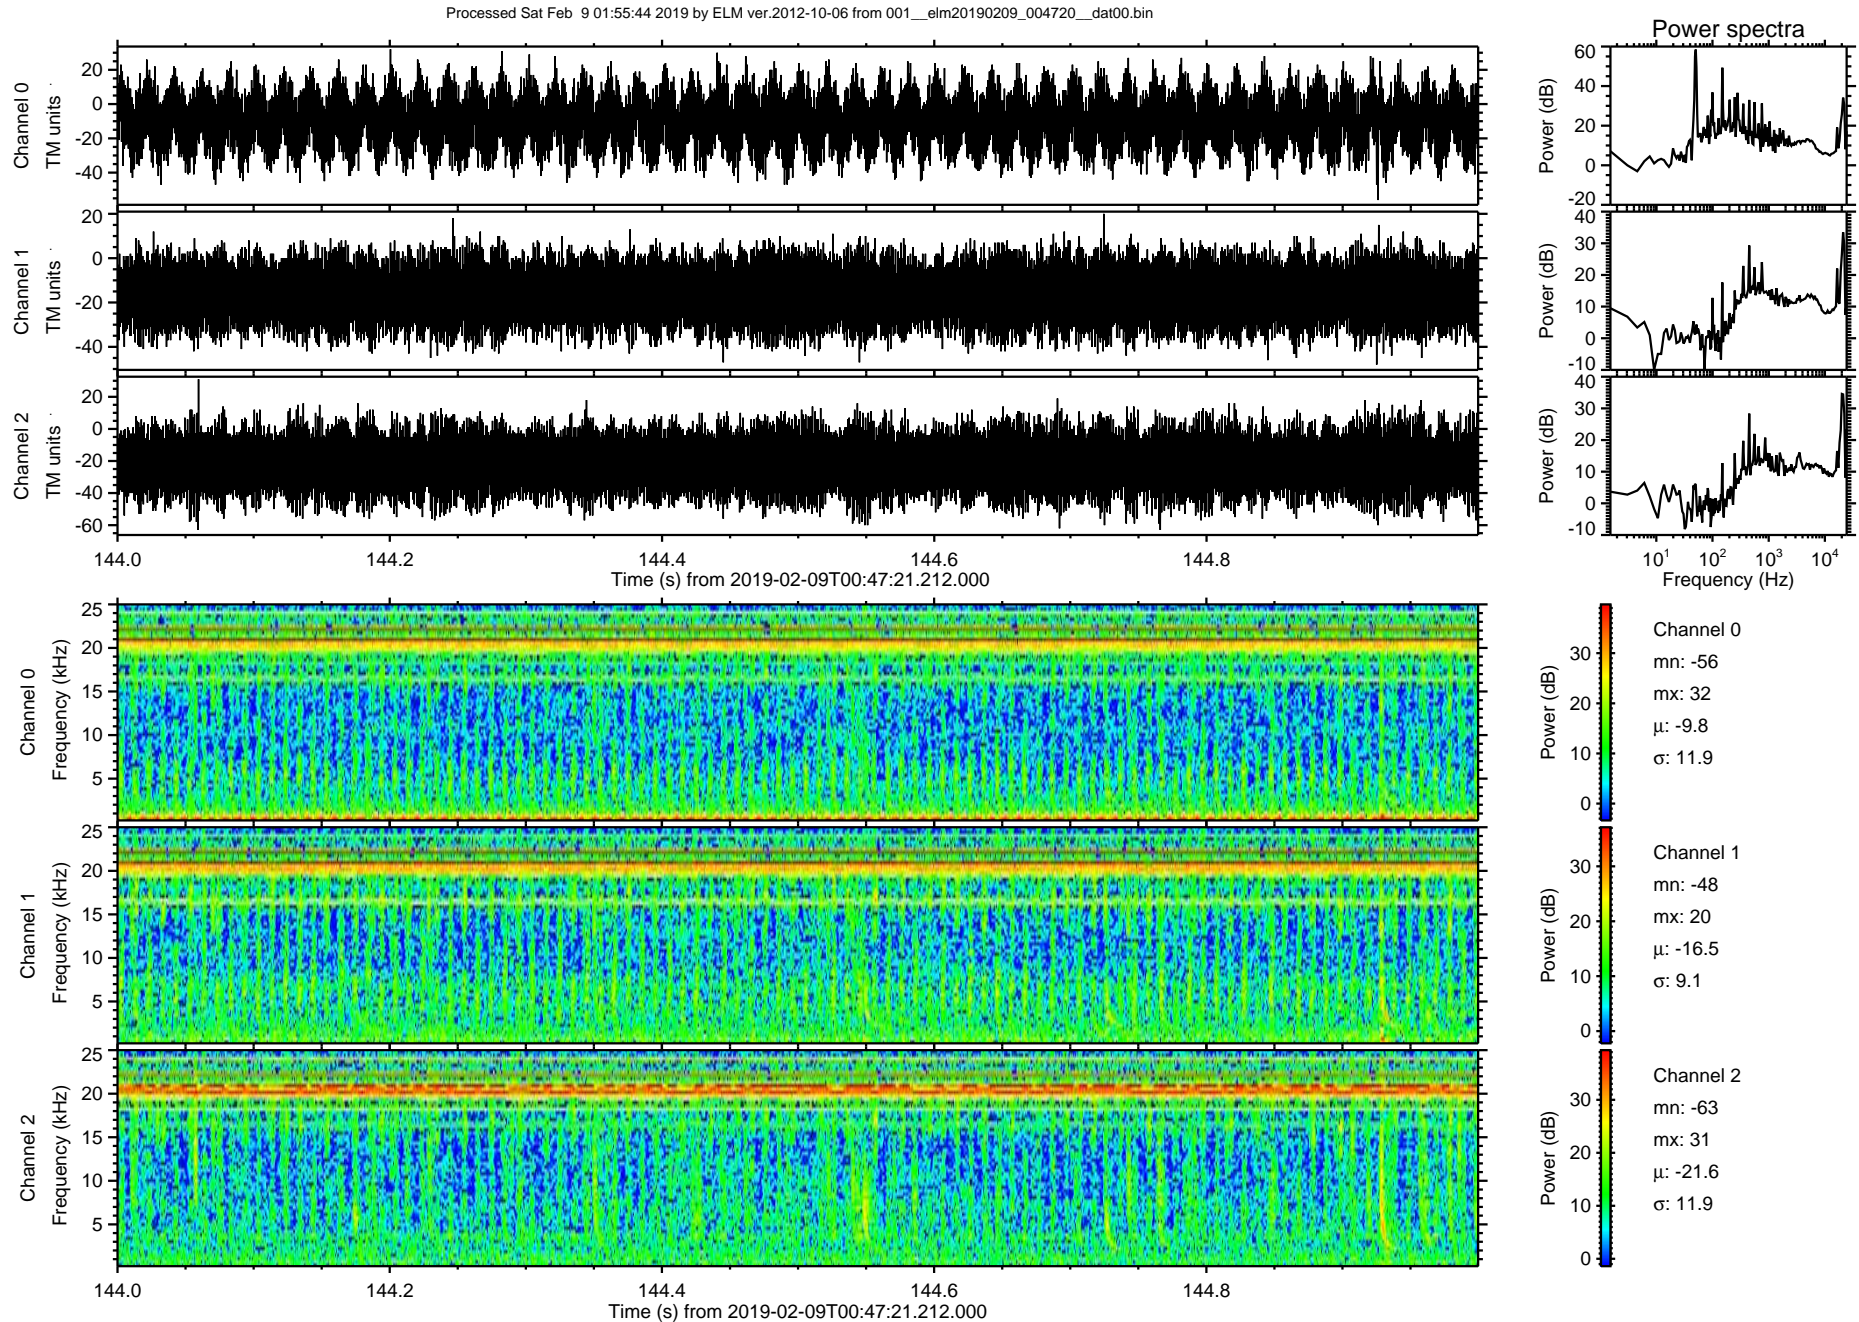 Processed Sat Feb  9 01:55:44 2019 by ELM ver.2012-10-06 from 001__elm20190209_004720__dat00.bin
Power spectra
Channel 0
TM units
20
0
-20
-40
Power (dB)
60
40
20
0
-20
Channel 1
TM units
20
0
-20
-40
Power (dB)
40
30
20
10
0
-10
Channel 2
TM units
20
0
-20
-40
-60
Power (dB)
40
30
20
10
0
-10
144.0 144.2 144.4 144.6 144.8
Time (s) from 2019-02-09T00:47:21.212.000
10^1 10^2 10^3 10^4
Frequency (Hz)
Channel 0
Frequency (kHz)
25
20
15
10
5
Power (dB)
30
20
10
0
Channel 0
mn: -56
mx: 32
μ: -9.8
σ: 11.9
Channel 1
Frequency (kHz)
25
20
15
10
5
Power (dB)
30
20
10
0
Channel 1
mn: -48
mx: 20
μ: -16.5
σ: 9.1
Channel 2
Frequency (kHz)
25
20
15
10
5
Power (dB)
30
20
10
0
Channel 2
mn: -63
mx: 31
μ: -21.6
σ: 11.9
144.0 144.2 144.4 144.6 144.8
Time (s) from 2019-02-09T00:47:21.212.000